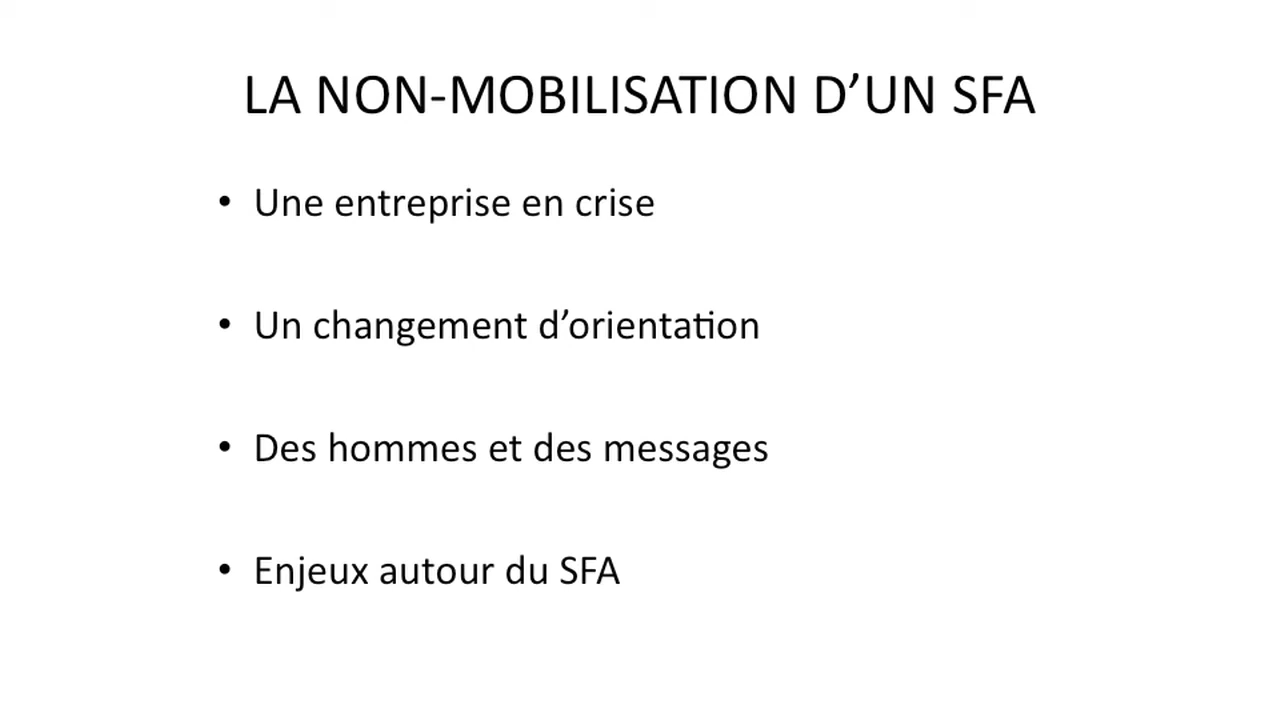 LA NON-MOBILISATION D’UN SFA
• Une entreprise en crise
• Un changement d’orientation
• Des hommes et des messages
• Enjeux autour du SFA